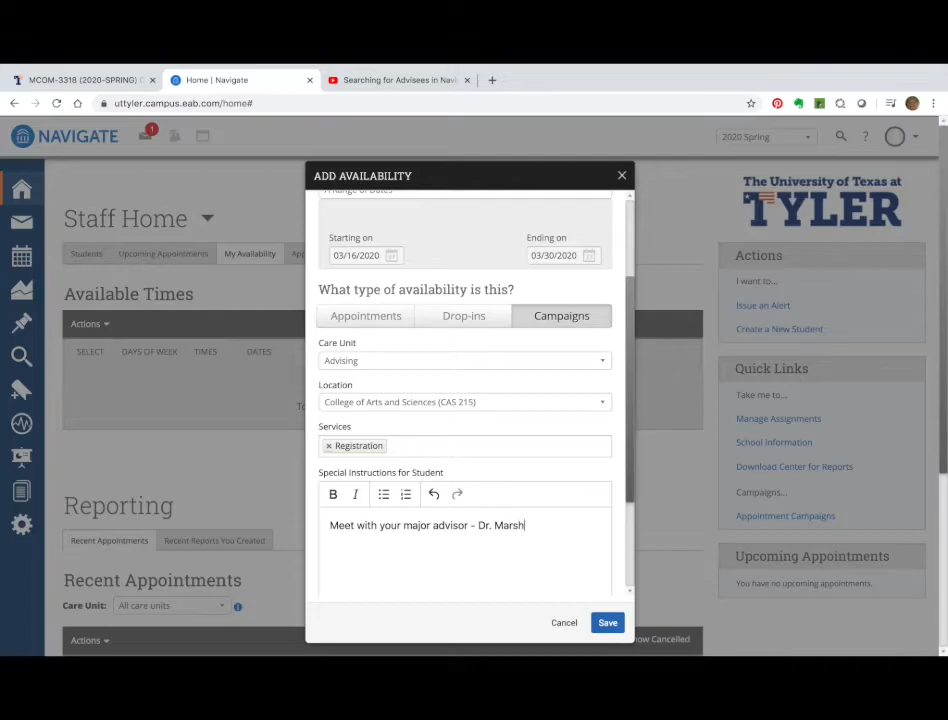 MCOM-3318 (2020-SPRING)
Home | Navigate
Searching for Advisees in Navi
uttyler.campus.eab.com/home#
NAVIGATE
1
2020 Spring
?
ADD AVAILABILITY
The University of Texas at
TYLER
Staff Home
Starting on
Ending on
03/16/2020
03/30/2020
Students
Upcoming Appointments
My Availability
App
Actions
I want to...
Issue an Alert
Create a New Student
Available Times
Actions
SELECT
DAYS OF WEEK
TIMES
DATES
To
What type of availability is this?
Appointments
Drop-ins
Campaigns
Care Unit
Advising
Location
College of Arts and Sciences (CAS 215)
Services
× Registration
Special Instructions for Student
B
I
Meet with your major advisor - Dr. Marsh
Cancel
Save
Quick Links
Take me to...
Manage Assignments
School Information
Download Center for Reports
Campaigns...
Appointment Campaigns
Upcoming Appointments
You have no upcoming appointments.
Reporting
Recent Appointments
Recent Reports You Created
Recent Appointments
Care Unit:
All care units
Actions
ow Cancelled